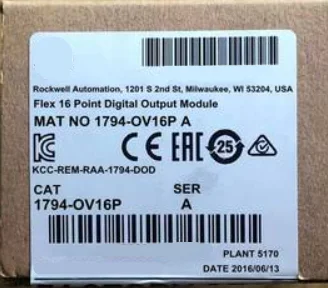 Rockwell Automation, 1201 S 2nd St, Milwaukee, WI 53204, USA
Flex 16 Point Digital Output Module
MAT NO 1794-OV16P A
KC CE EAC 25
KCC-REM-RAA-1794-DOD
CAT SER
1794-OV16P A
PLANT 5170
DATE 2016/06/13